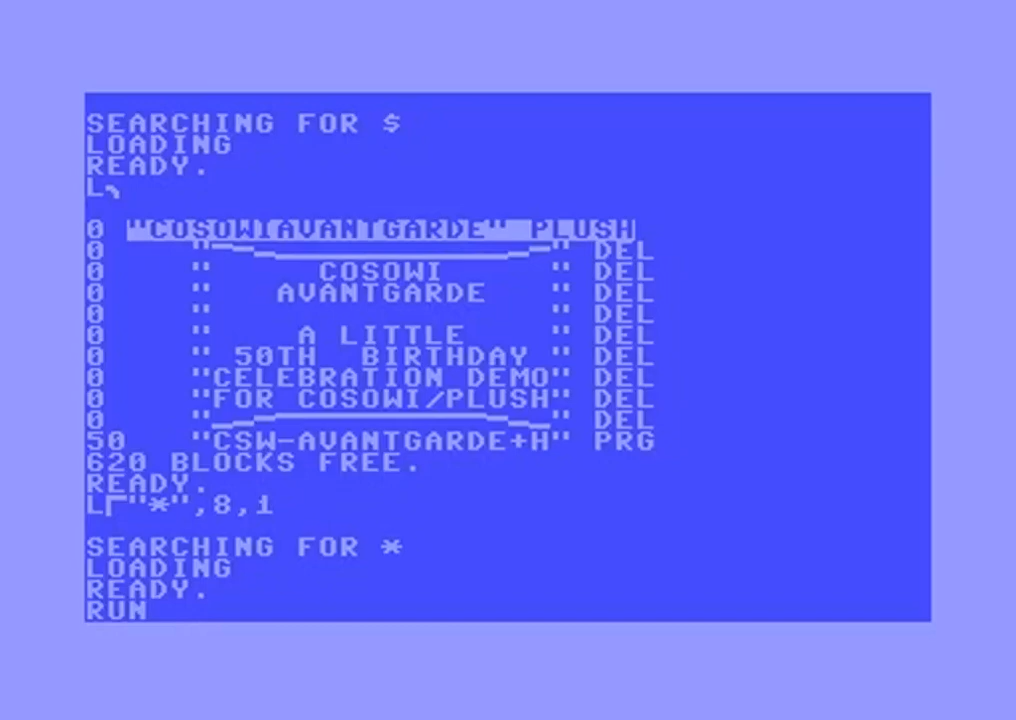 SEARCHING FOR $
LOADING
READY.
L
0 "COSOWIAVANTGARDE" PLUSH
0 " " DEL
0 " COSOWI " DEL
0 " AVANTGARDE " DEL
0 " " DEL
0 " A LITTLE " DEL
0 " 50TH  BIRTHDAY " DEL
0 "CELEBRATION DEMO" DEL
0 "FOR COSOWI/PLUSH" DEL
0 " " DEL
50 "CSW-AVANTGARDE+H" PRG
620 BLOCKS FREE.
READY.
L┌"*",8,1
SEARCHING FOR *
LOADING
READY.
RUN